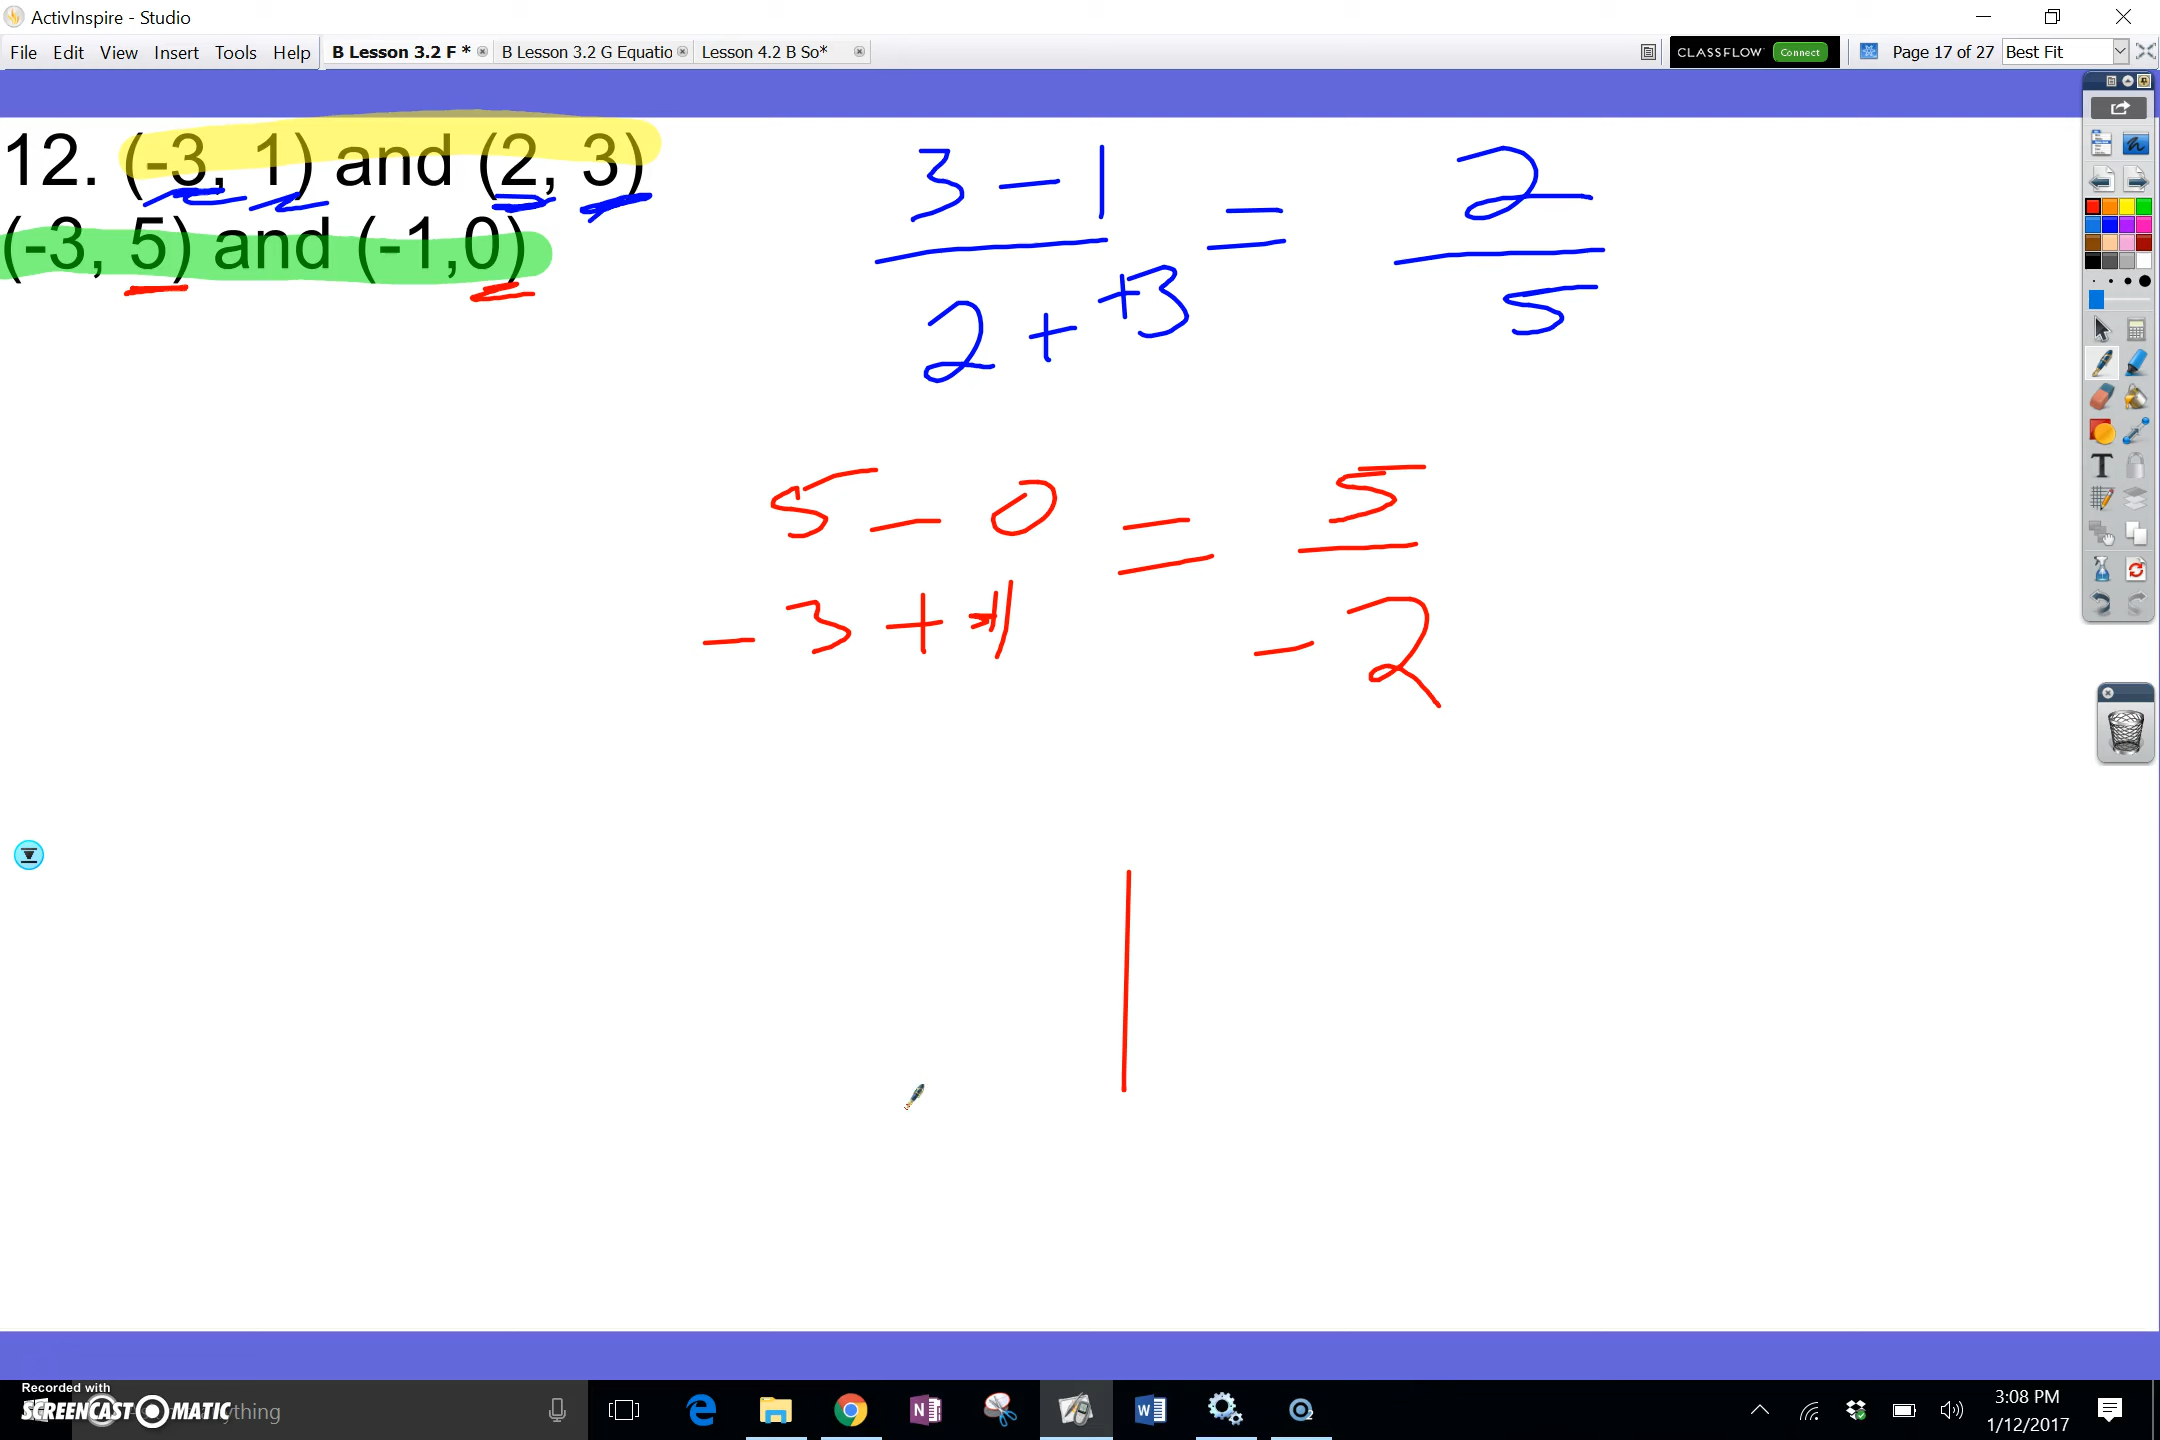 ActivInspire - Studio
File Edit View Insert Tools Help B Lesson 3.2 F * B Lesson 3.2 G Equatio Lesson 4.2 B So* CLASSFLOW Connect Page 17 of 27 Best Fit
12. (-3, 1) and (2, 3)
(-3, 5) and (-1,0)
3 - 1 = 2
2 + +3 5
5 - 0 = 5
- 3 + +1 - 2
Recorded with
SCREENCAST MATIC ything
3:08 PM
1/12/2017